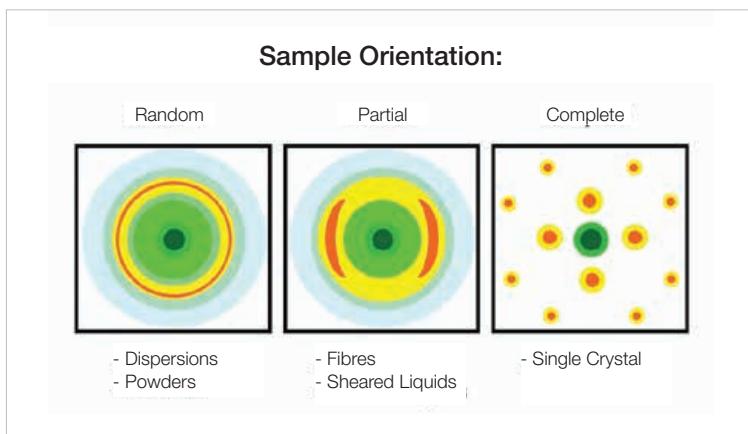 Sample Orientation:
Random Partial Complete
- Dispersions
- Powders
- Fibres
- Sheared Liquids
- Single Crystal